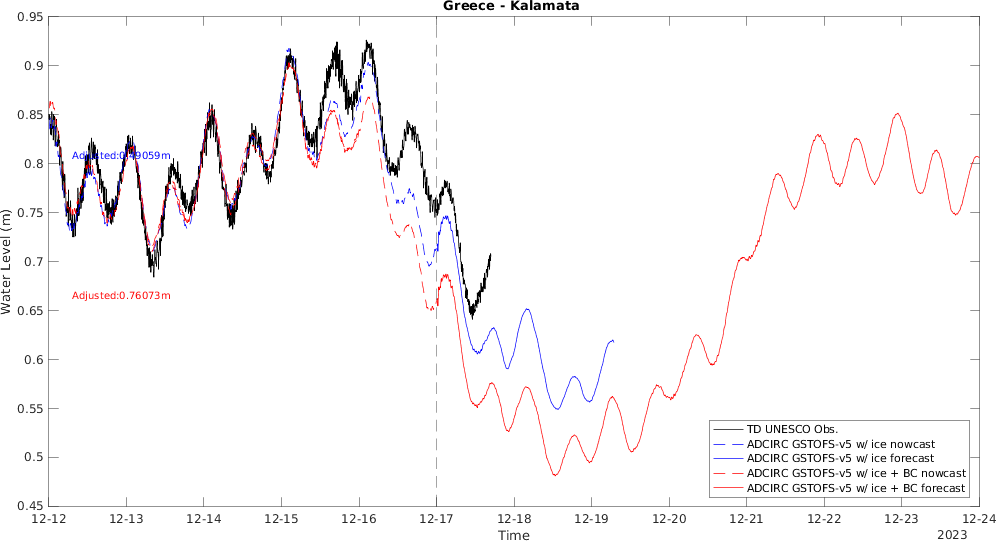 Greece - Kalamata
0.95
0.9
0.85
0.8
0.75
0.7
0.65
0.6
0.55
0.5
0.45
Water Level (m)
Adjusted:0.49059m
Adjusted:0.76073m
TD UNESCO Obs.
ADCIRC GSTOFS-v5 w/ ice nowcast
ADCIRC GSTOFS-v5 w/ ice forecast
ADCIRC GSTOFS-v5 w/ ice + BC nowcast
ADCIRC GSTOFS-v5 w/ ice + BC forecast
12-12 12-13 12-14 12-15 12-16 12-17 12-18 12-19 12-20 12-21 12-22 12-23 12-24
Time
2023